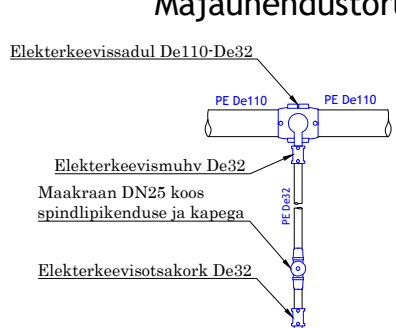 Elekterkeevissadul De110-De32
PE De110
PE De110
Elekterkeevismuhv De32
Maakraan DN25 koos
spindlipikenduse ja kapega
PE De32
Elekterkeevisotsakork De32